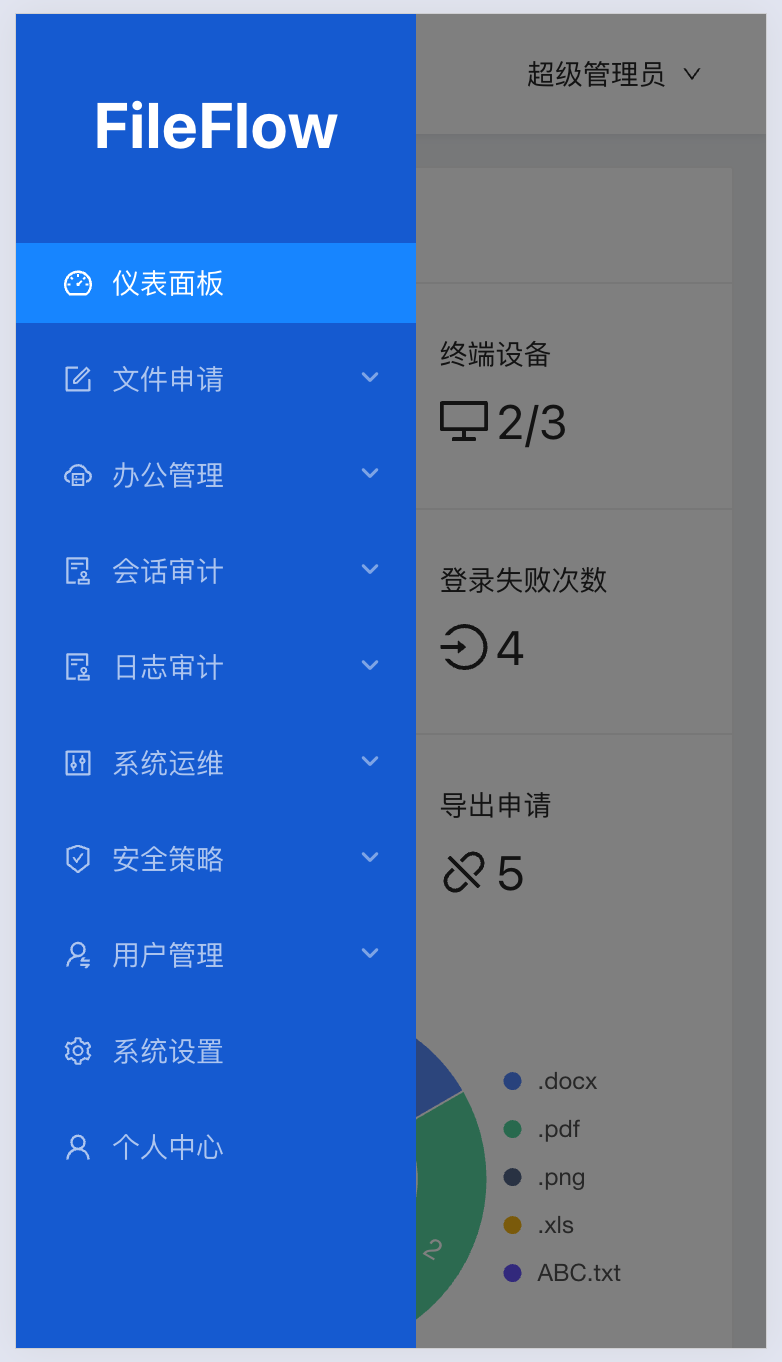 FileFlow
超级管理员
仪表面板
文件申请
办公管理
会话审计
日志审计
系统运维
安全策略
用户管理
系统设置
个人中心
终端设备
2/3
登录失败次数
4
导出申请
5
.docx
.pdf
.png
.xls
ABC.txt
2